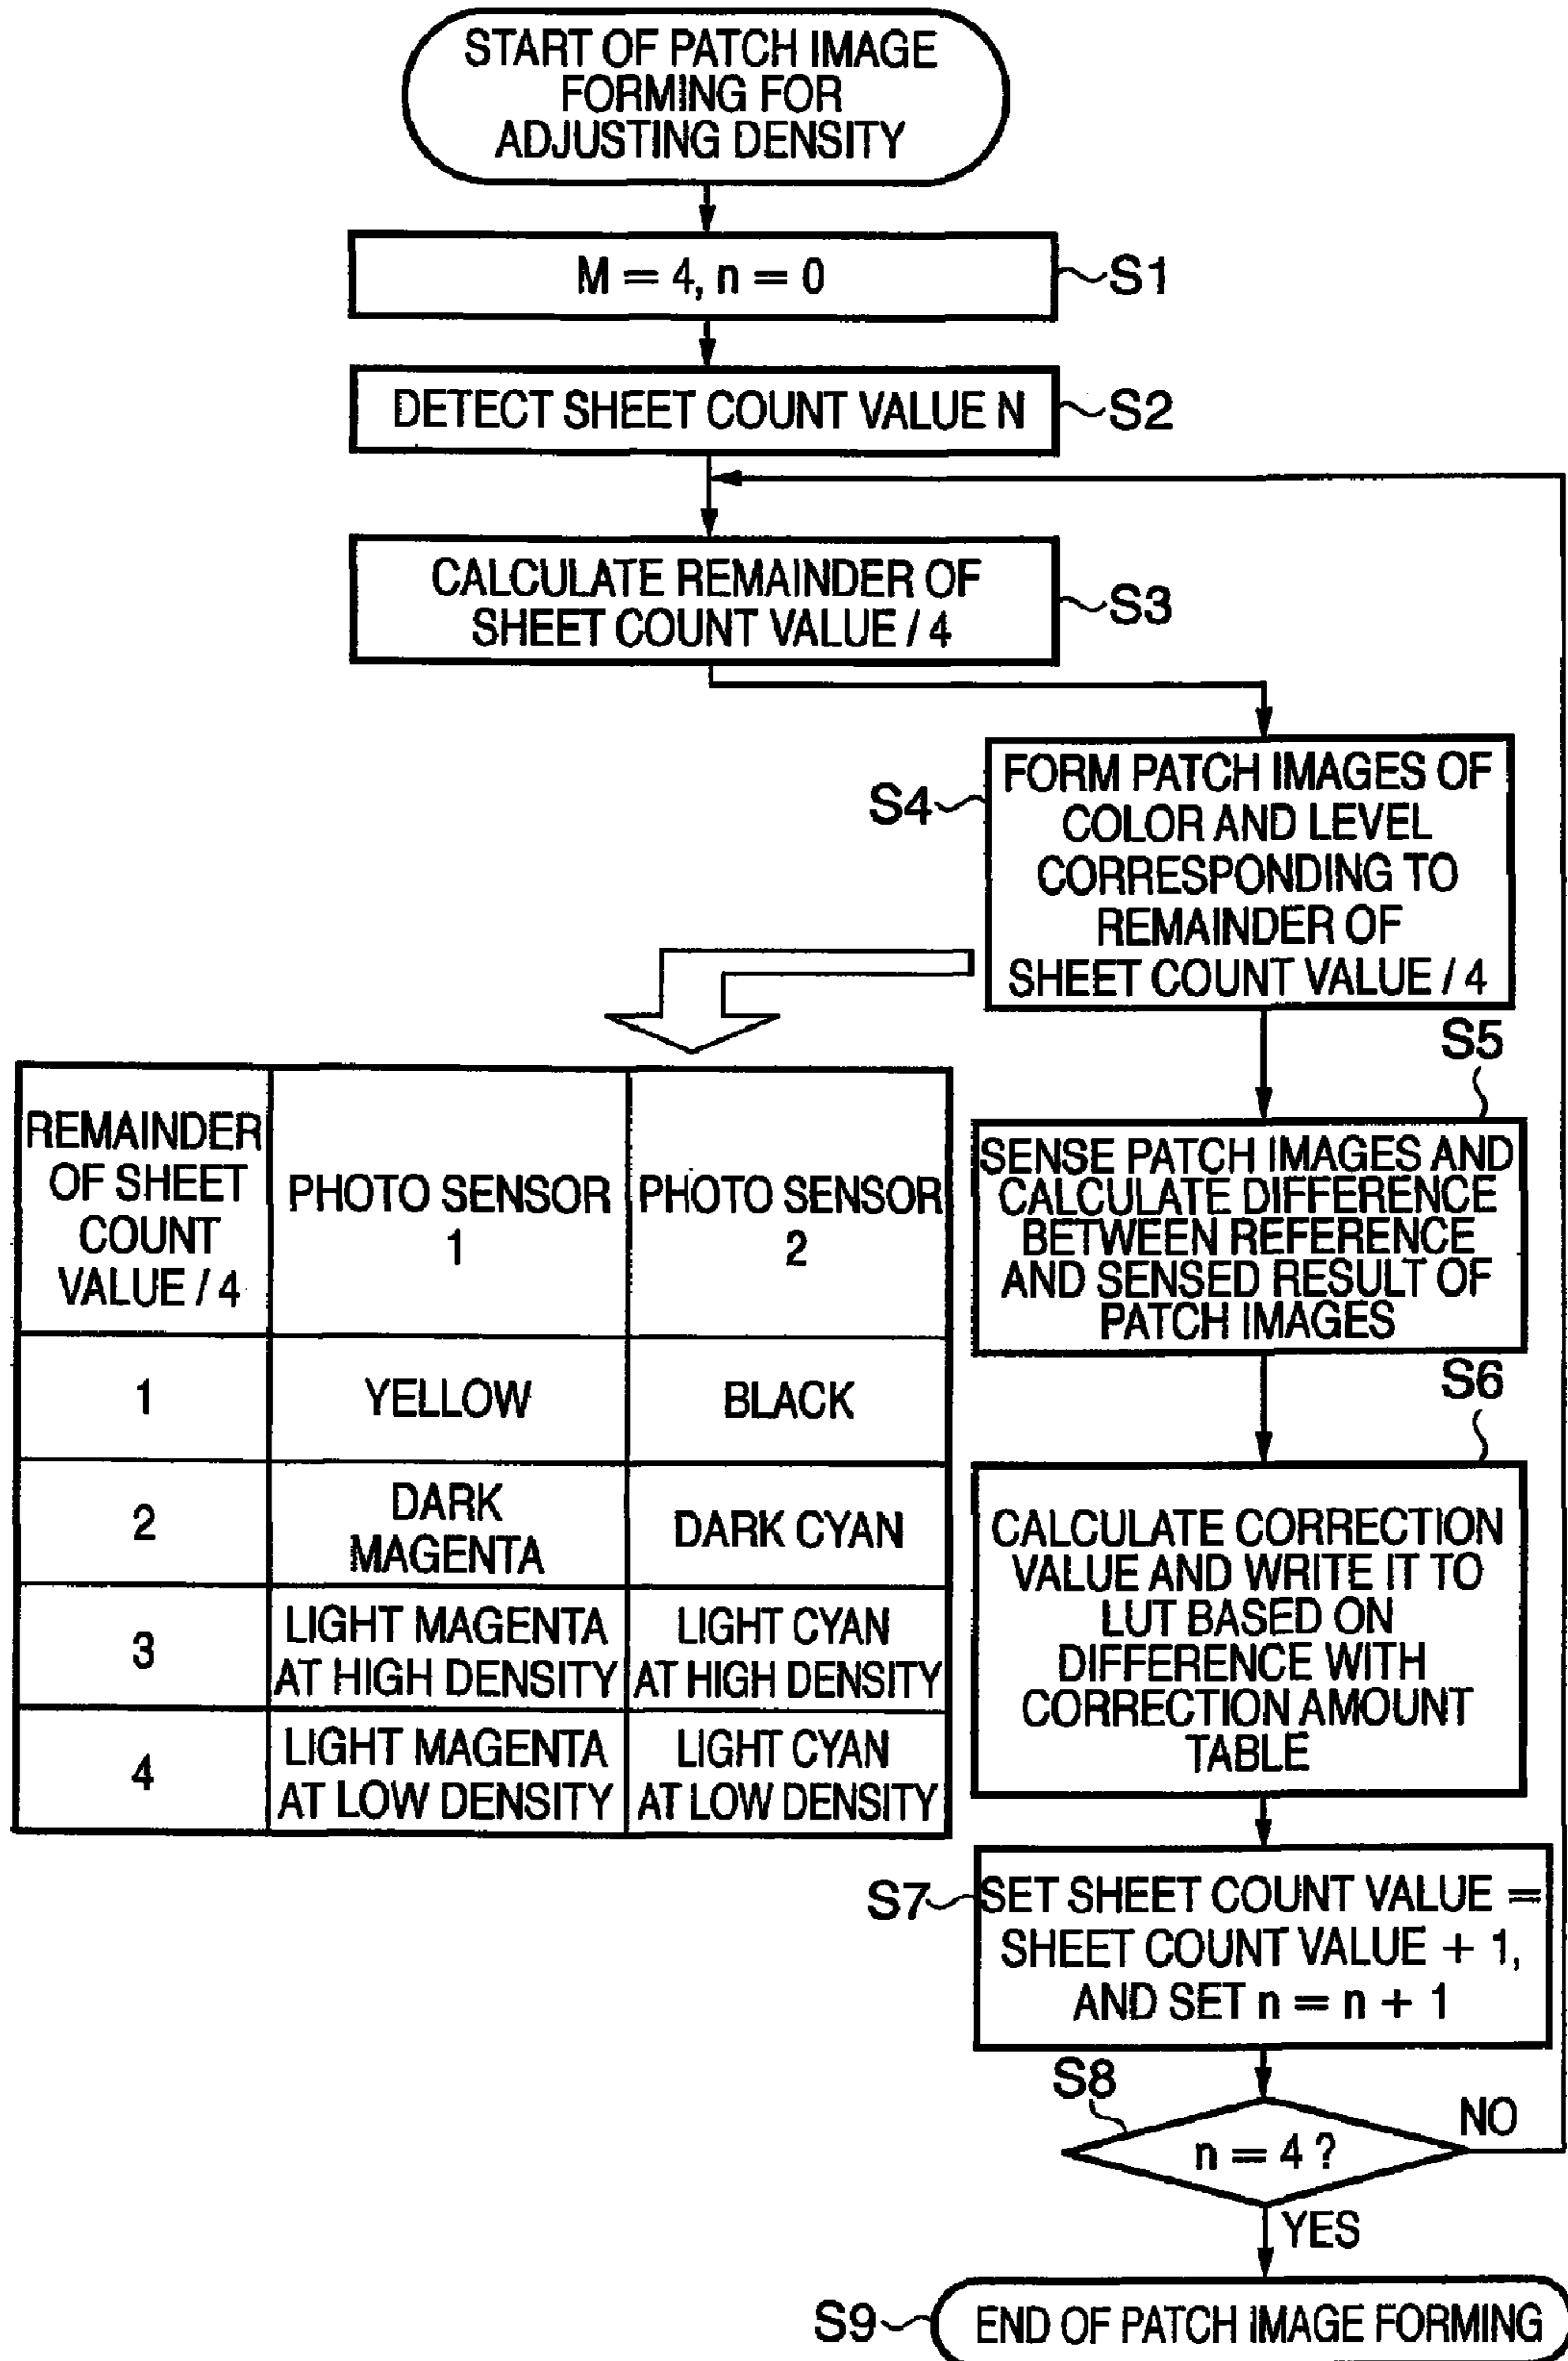 START OF PATCH IMAGE
FORMING FOR
ADJUSTING DENSITY
M = 4, n = 0
S1
DETECT SHEET COUNT VALUE N
S2
CALCULATE REMAINDER OF
SHEET COUNT VALUE / 4
S3
S4
FORM PATCH IMAGES OF
COLOR AND LEVEL
CORRESPONDING TO
REMAINDER OF
SHEET COUNT VALUE / 4
REMAINDER
OF SHEET
COUNT
VALUE / 4
PHOTO SENSOR
1
PHOTO SENSOR
2
1
YELLOW
BLACK
2
DARK
MAGENTA
DARK CYAN
3
LIGHT MAGENTA
AT HIGH DENSITY
LIGHT CYAN
AT HIGH DENSITY
4
LIGHT MAGENTA
AT LOW DENSITY
LIGHT CYAN
AT LOW DENSITY
S5
SENSE PATCH IMAGES AND
CALCULATE DIFFERENCE
BETWEEN REFERENCE
AND SENSED RESULT OF
PATCH IMAGES
S6
CALCULATE CORRECTION
VALUE AND WRITE IT TO
LUT BASED ON
DIFFERENCE WITH
CORRECTION AMOUNT
TABLE
S7
SET SHEET COUNT VALUE =
SHEET COUNT VALUE + 1,
AND SET n = n + 1
S8
n = 4 ?
NO
YES
S9
END OF PATCH IMAGE FORMING